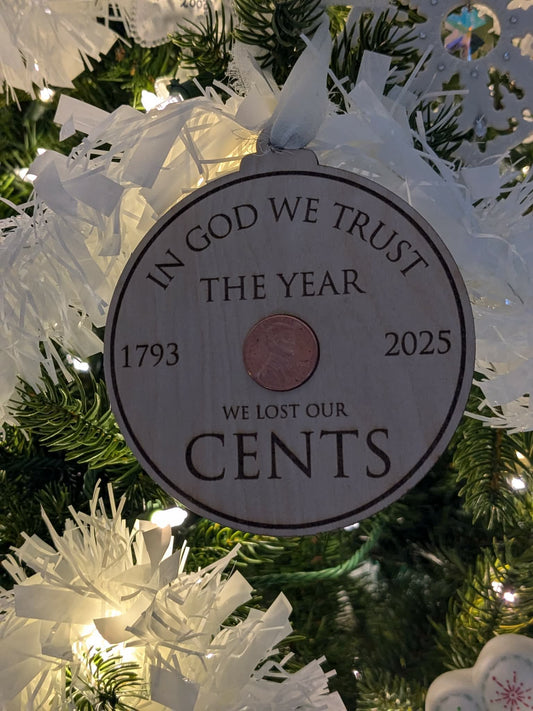 IN GOD WE TRUST
THE YEAR
1793 2025
WE LOST OUR
CENTS